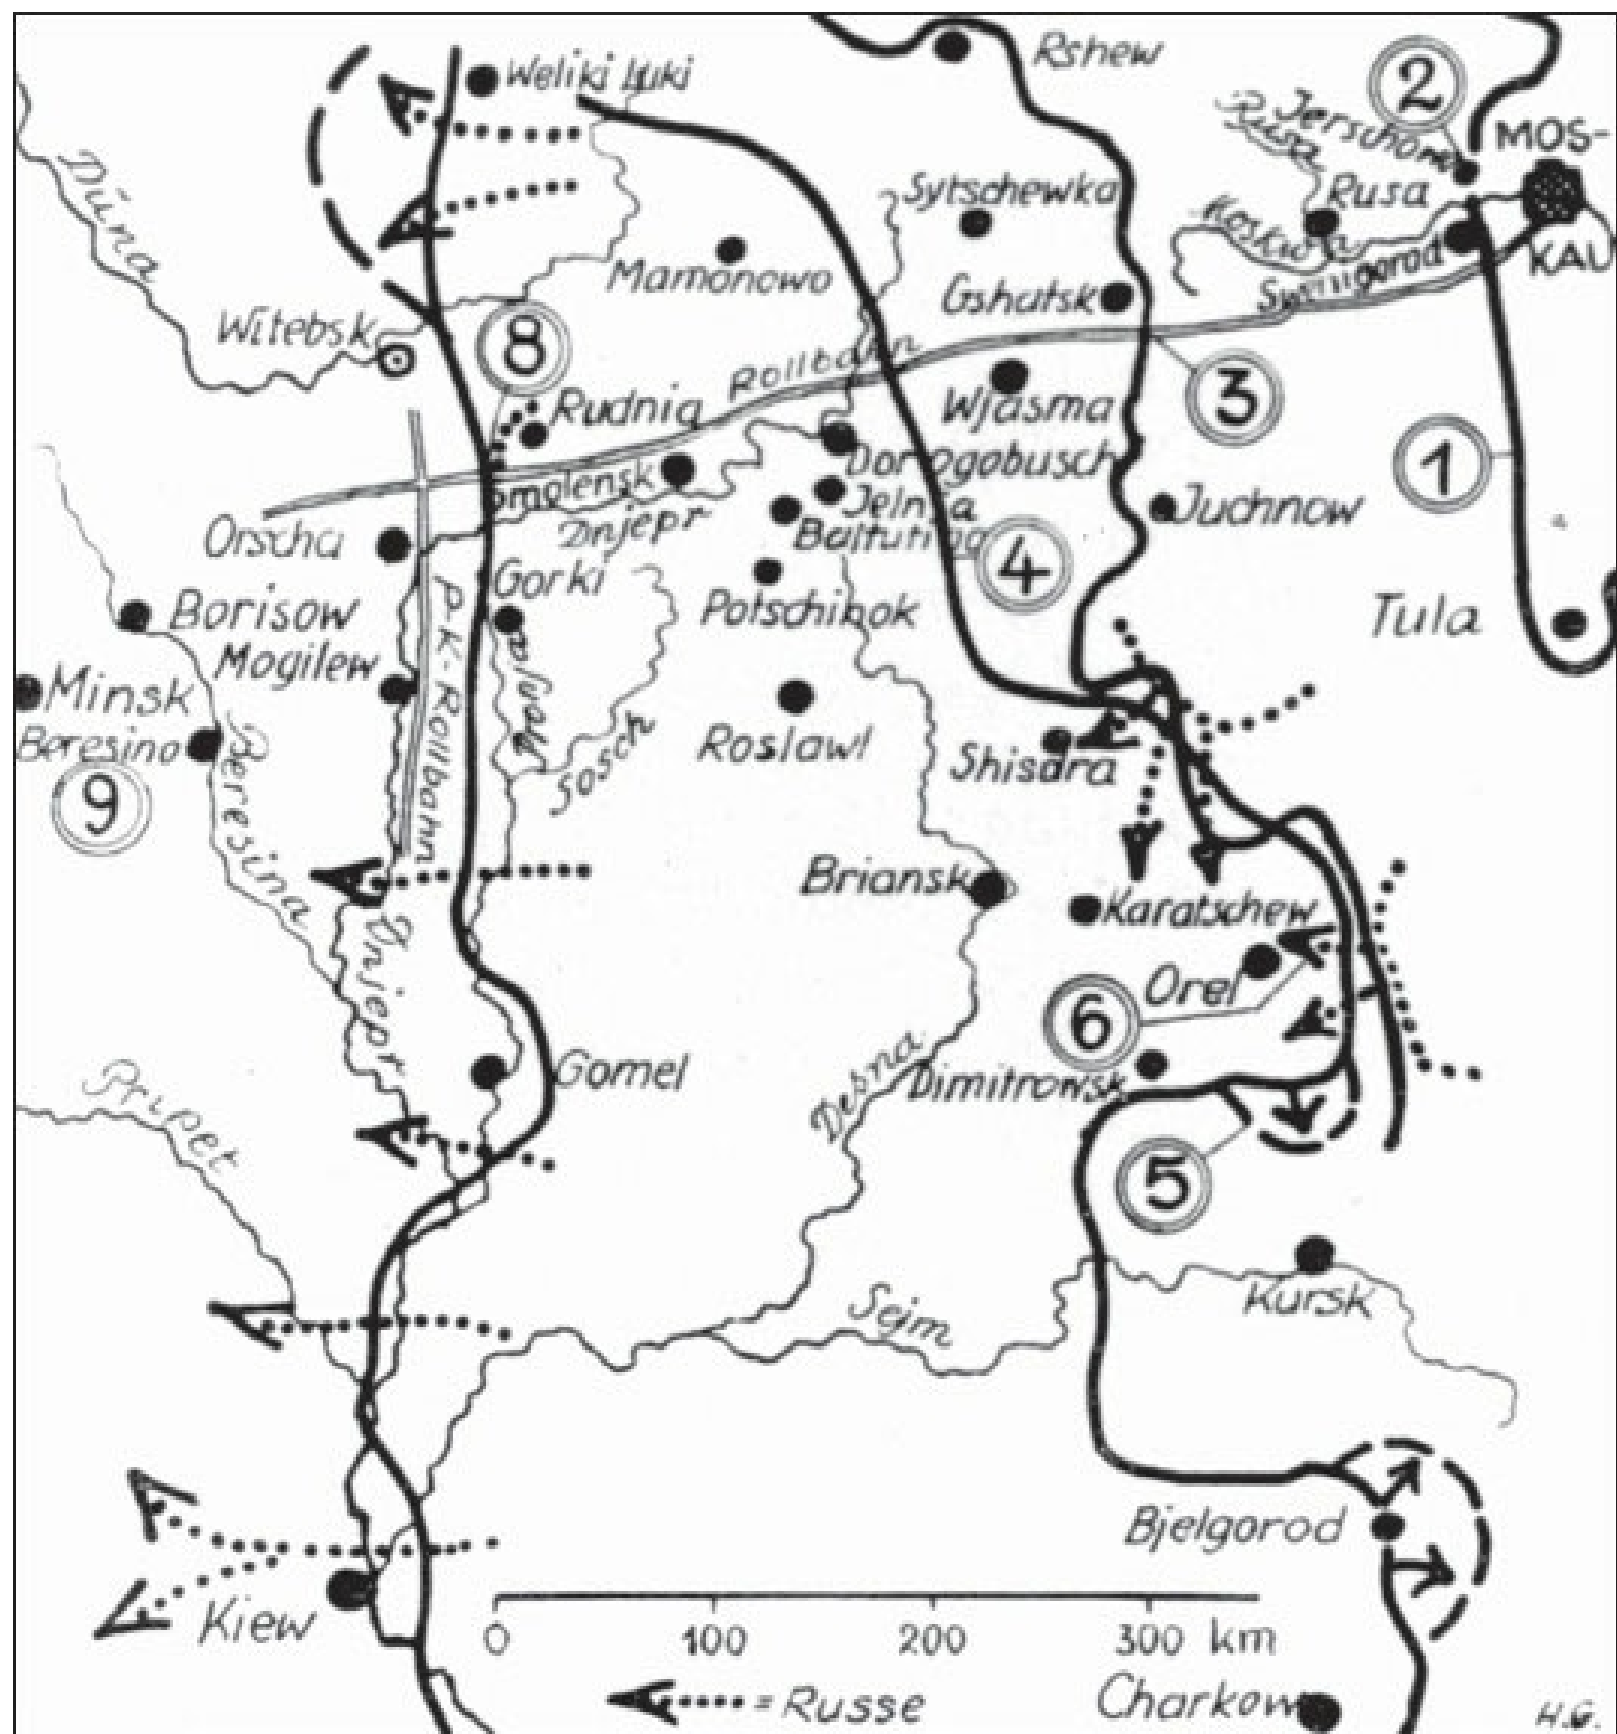 Weliki Luki
Rshew
2
Jerschowo
Rusa
MOS-
KAU
Rusa
Moskwa
Swenigorod
Düna
Sytschewka
Mamonowo
Gshatsk
Witebsk
8
Rollbahn
3
Rudnia
Wjasma
1
Smolensk
Dorogobusch
Jelnia
Juchnow
Orscha
Dnjepr
Baltutino
4
Gorki
Borisow
P.K.-Rollbahn
Potschinok
Tula
Mogilew
Minsk
Beresino
9
Beresina
Sosch
Roslawl
Shisdra
Briansk
Karatschew
Dnjepr
Orel
6
Gomel
Dimitrowsk
Pripet
Desna
5
Kursk
Sejm
Bjelgorod
Kiew
0 100 200 300 km
= Russe
Charkow
H.G.